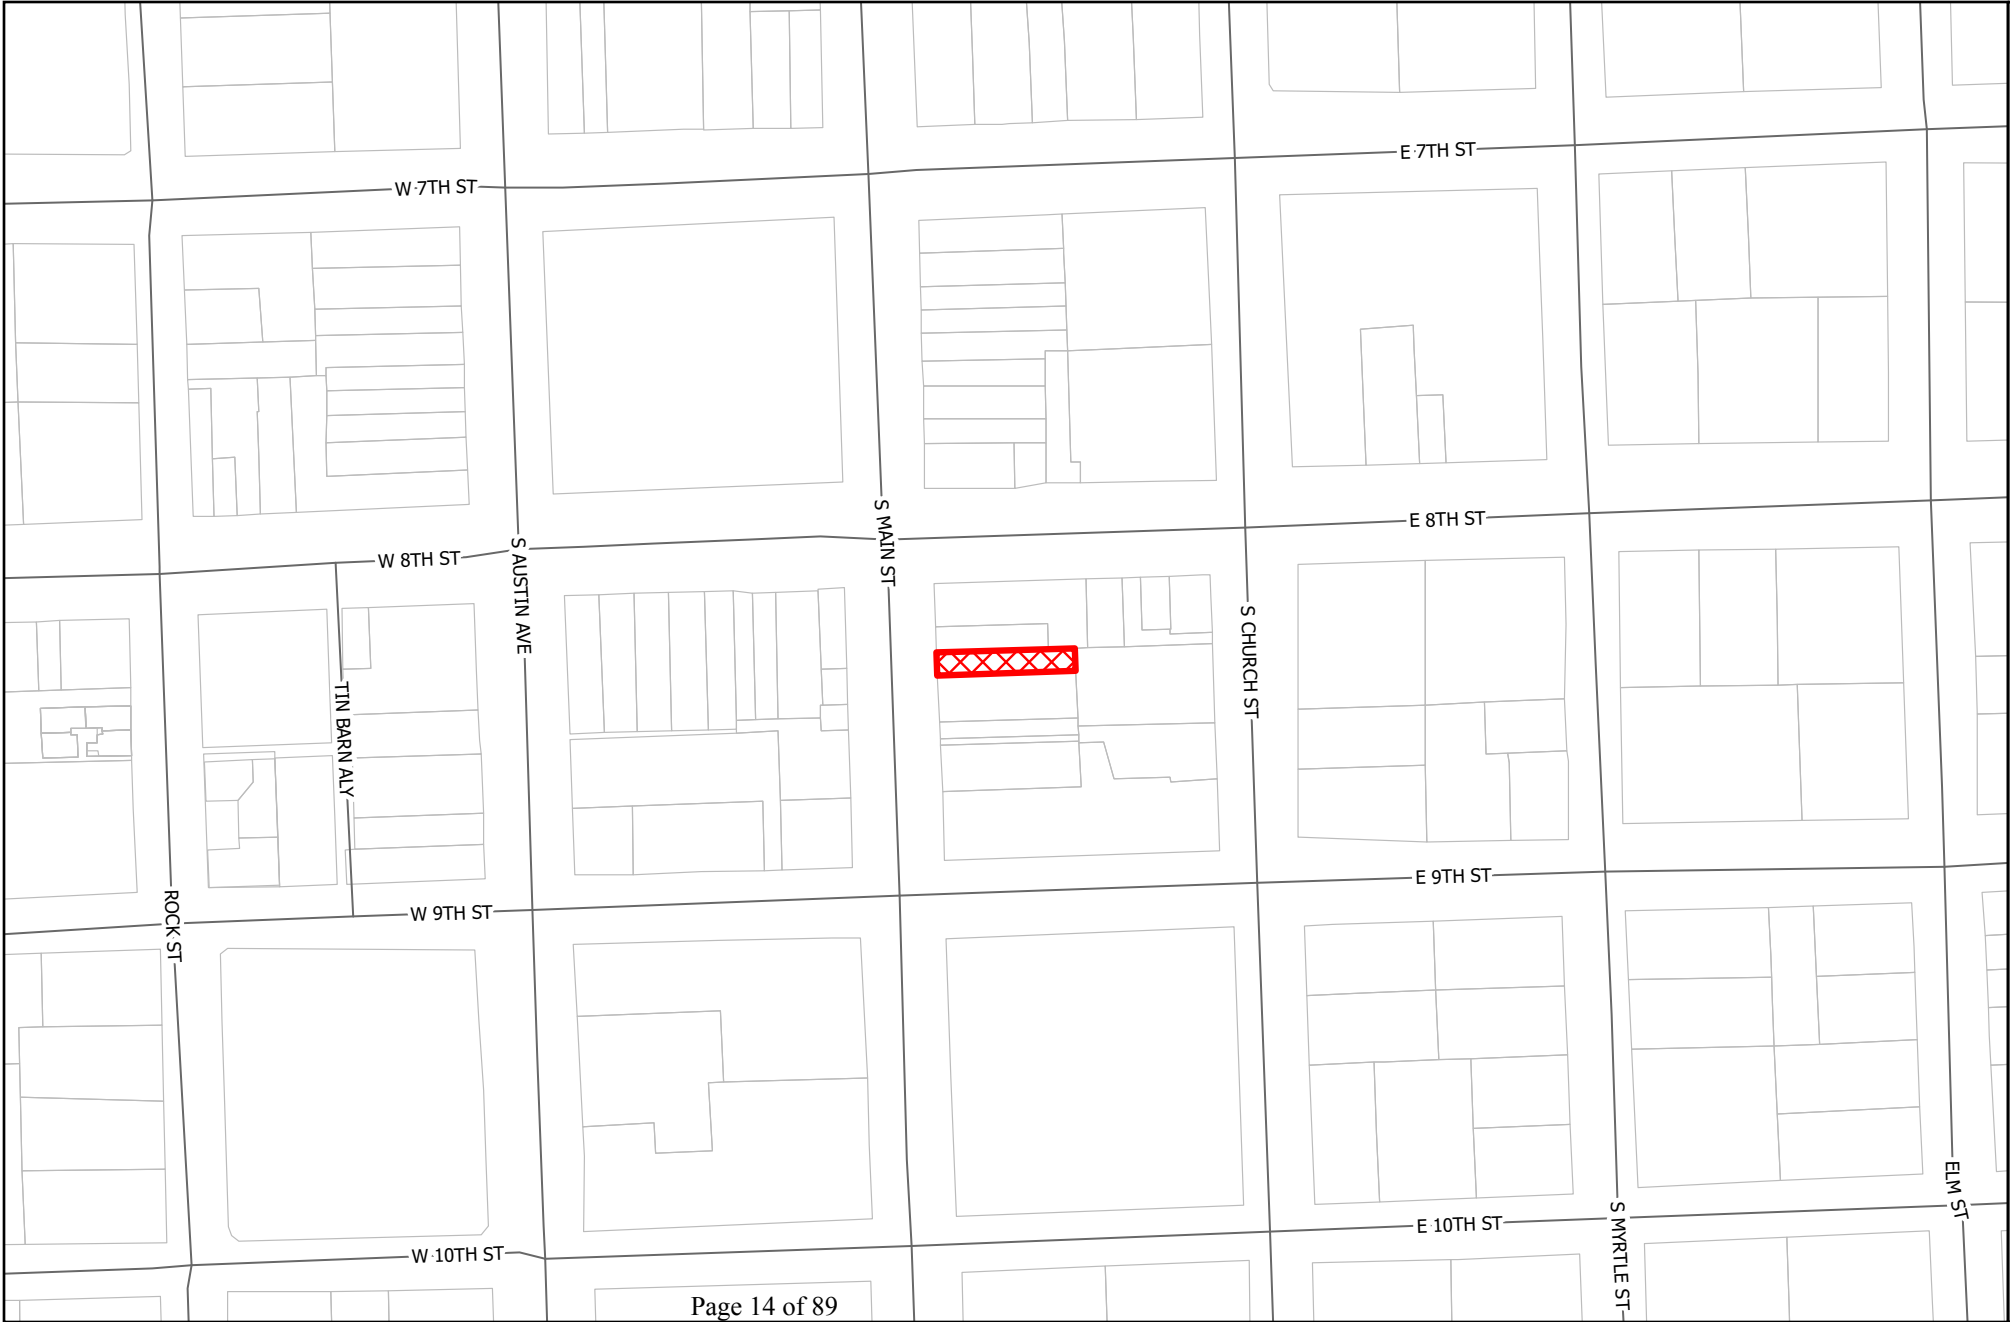 E 7TH ST
W 7TH ST
S MAIN ST
E 8TH ST
S AUSTIN AVE
W 8TH ST
S CHURCH ST
TIN BARN ALY
E 9TH ST
ROCK ST
W 9TH ST
ELM ST
S MYRTLE ST
E 10TH ST
W 10TH ST
Page 14 of 89